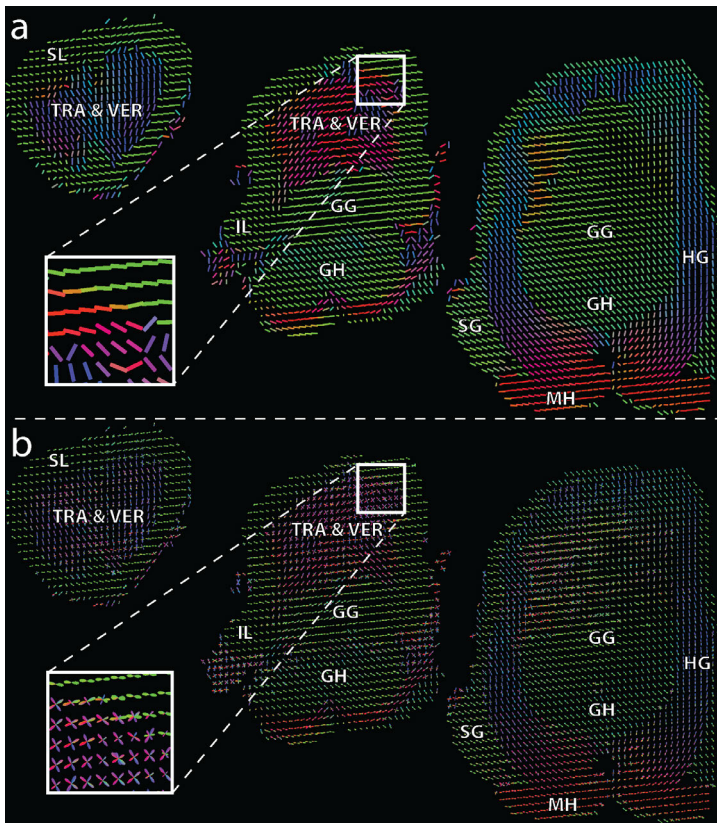 a
SL
TRA & VER
TRA & VER
GG
IL
GH
GG
HG
GH
SG
MH
b
SL
TRA & VER
TRA & VER
GG
IL
GH
GG
HG
GH
SG
MH